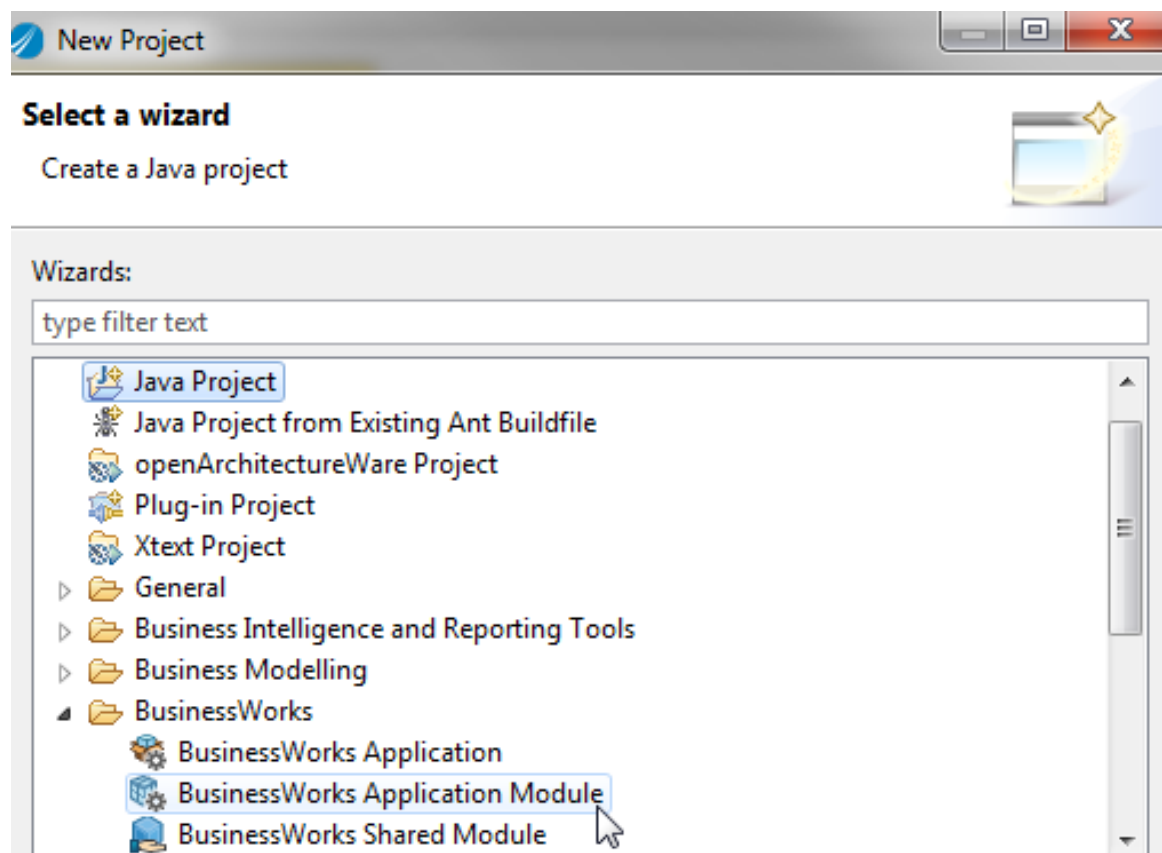 New Project
Select a wizard
Create a Java project
Wizards:
type filter text
Java Project
Java Project from Existing Ant Buildfile
openArchitectureWare Project
Plug-in Project
Xtext Project
General
Business Intelligence and Reporting Tools
Business Modelling
BusinessWorks
BusinessWorks Application
BusinessWorks Application Module
BusinessWorks Shared Module